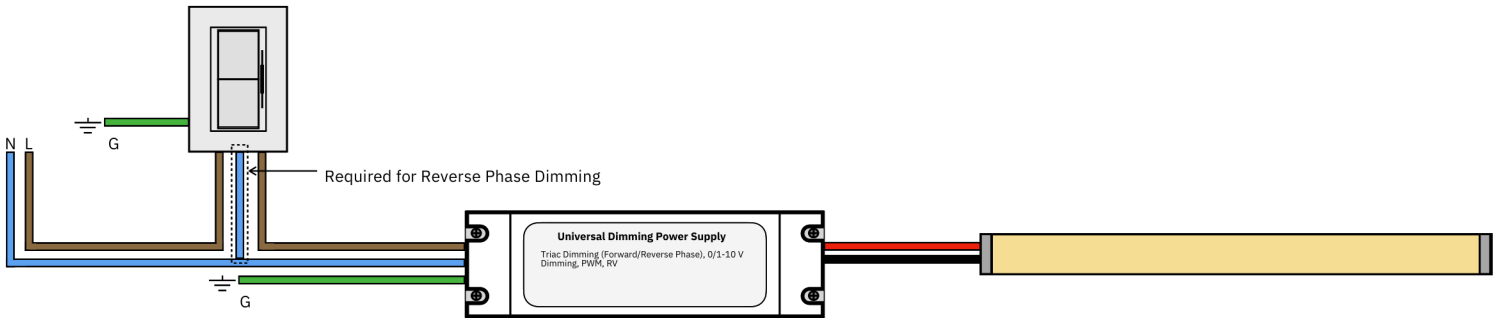 G
N L
Required for Reverse Phase Dimming
Universal Dimming Power Supply
Triac Dimming (Forward/Reverse Phase), 0/1-10 V
Dimming, PWM, RV
G